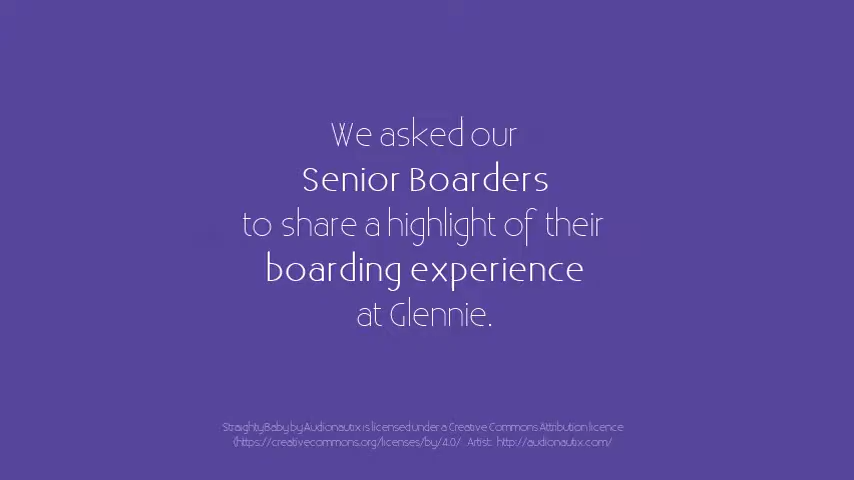 We asked our
Senior Boarders
to share a highlight of their
boarding experience
at Glennie.
StraightyBaby by Audionautix is licensed under a Creative Commons Attribution licence
(https://creativecommons.org/licenses/by/4.0/ . Artist: http://audionautix.com/